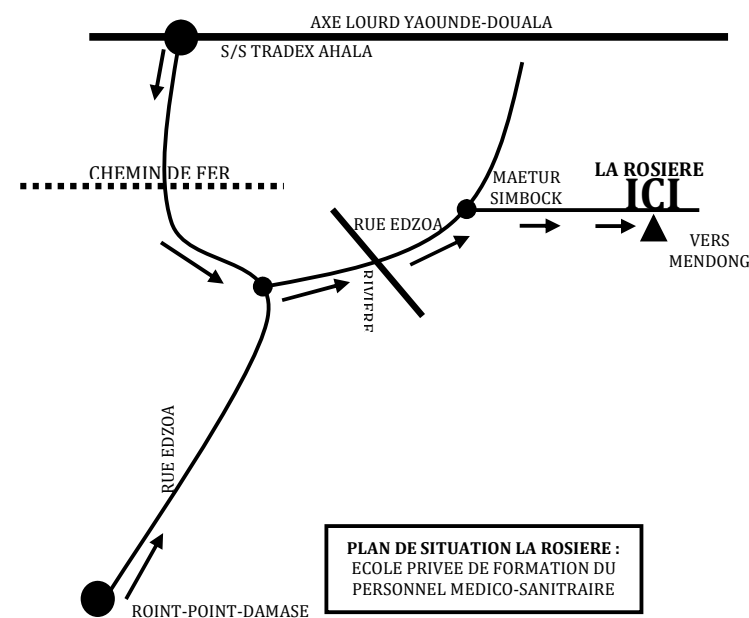 AXE LOURD YAOUNDE-DOUALA
S/S TRADEX AHALA
CHEMIN DE FER
MAETUR
SIMBOCK
LA ROSIERE
ICI
RUE EDZOA
VERS
MENDONG
RIVIERE
RUE EDZOA
PLAN DE SITUATION LA ROSIERE :
ECOLE PRIVEE DE FORMATION DU
PERSONNEL MEDICO-SANITRAIRE
ROINT-POINT-DAMASE